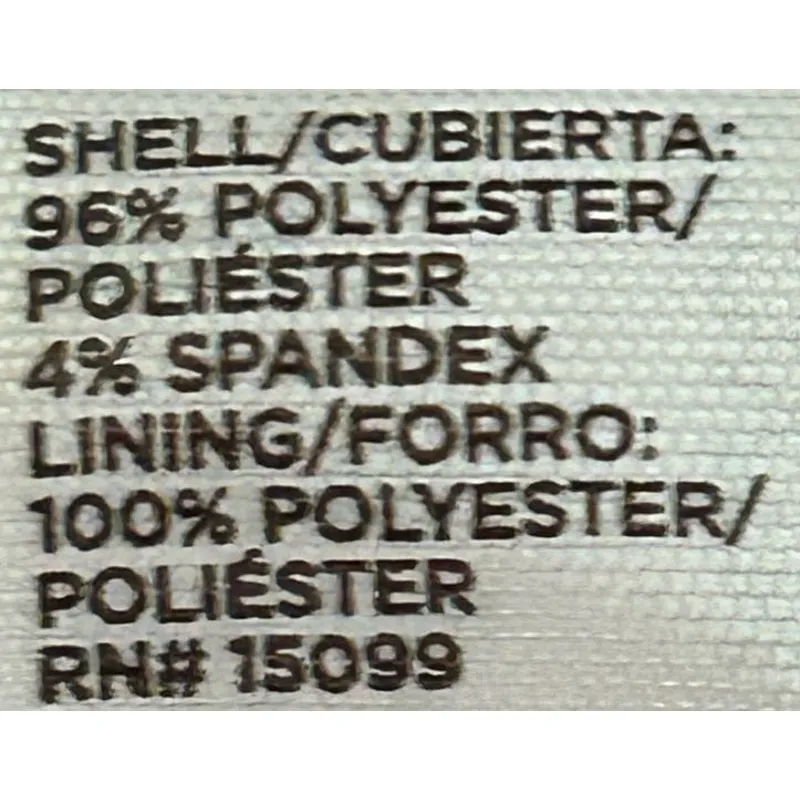 SHELL/CUBIERTA:
96% POLYESTER/
POLIÉSTER
4% SPANDEX
LINING/FORRO:
100% POLYESTER/
POLIÉSTER
RN# 15099